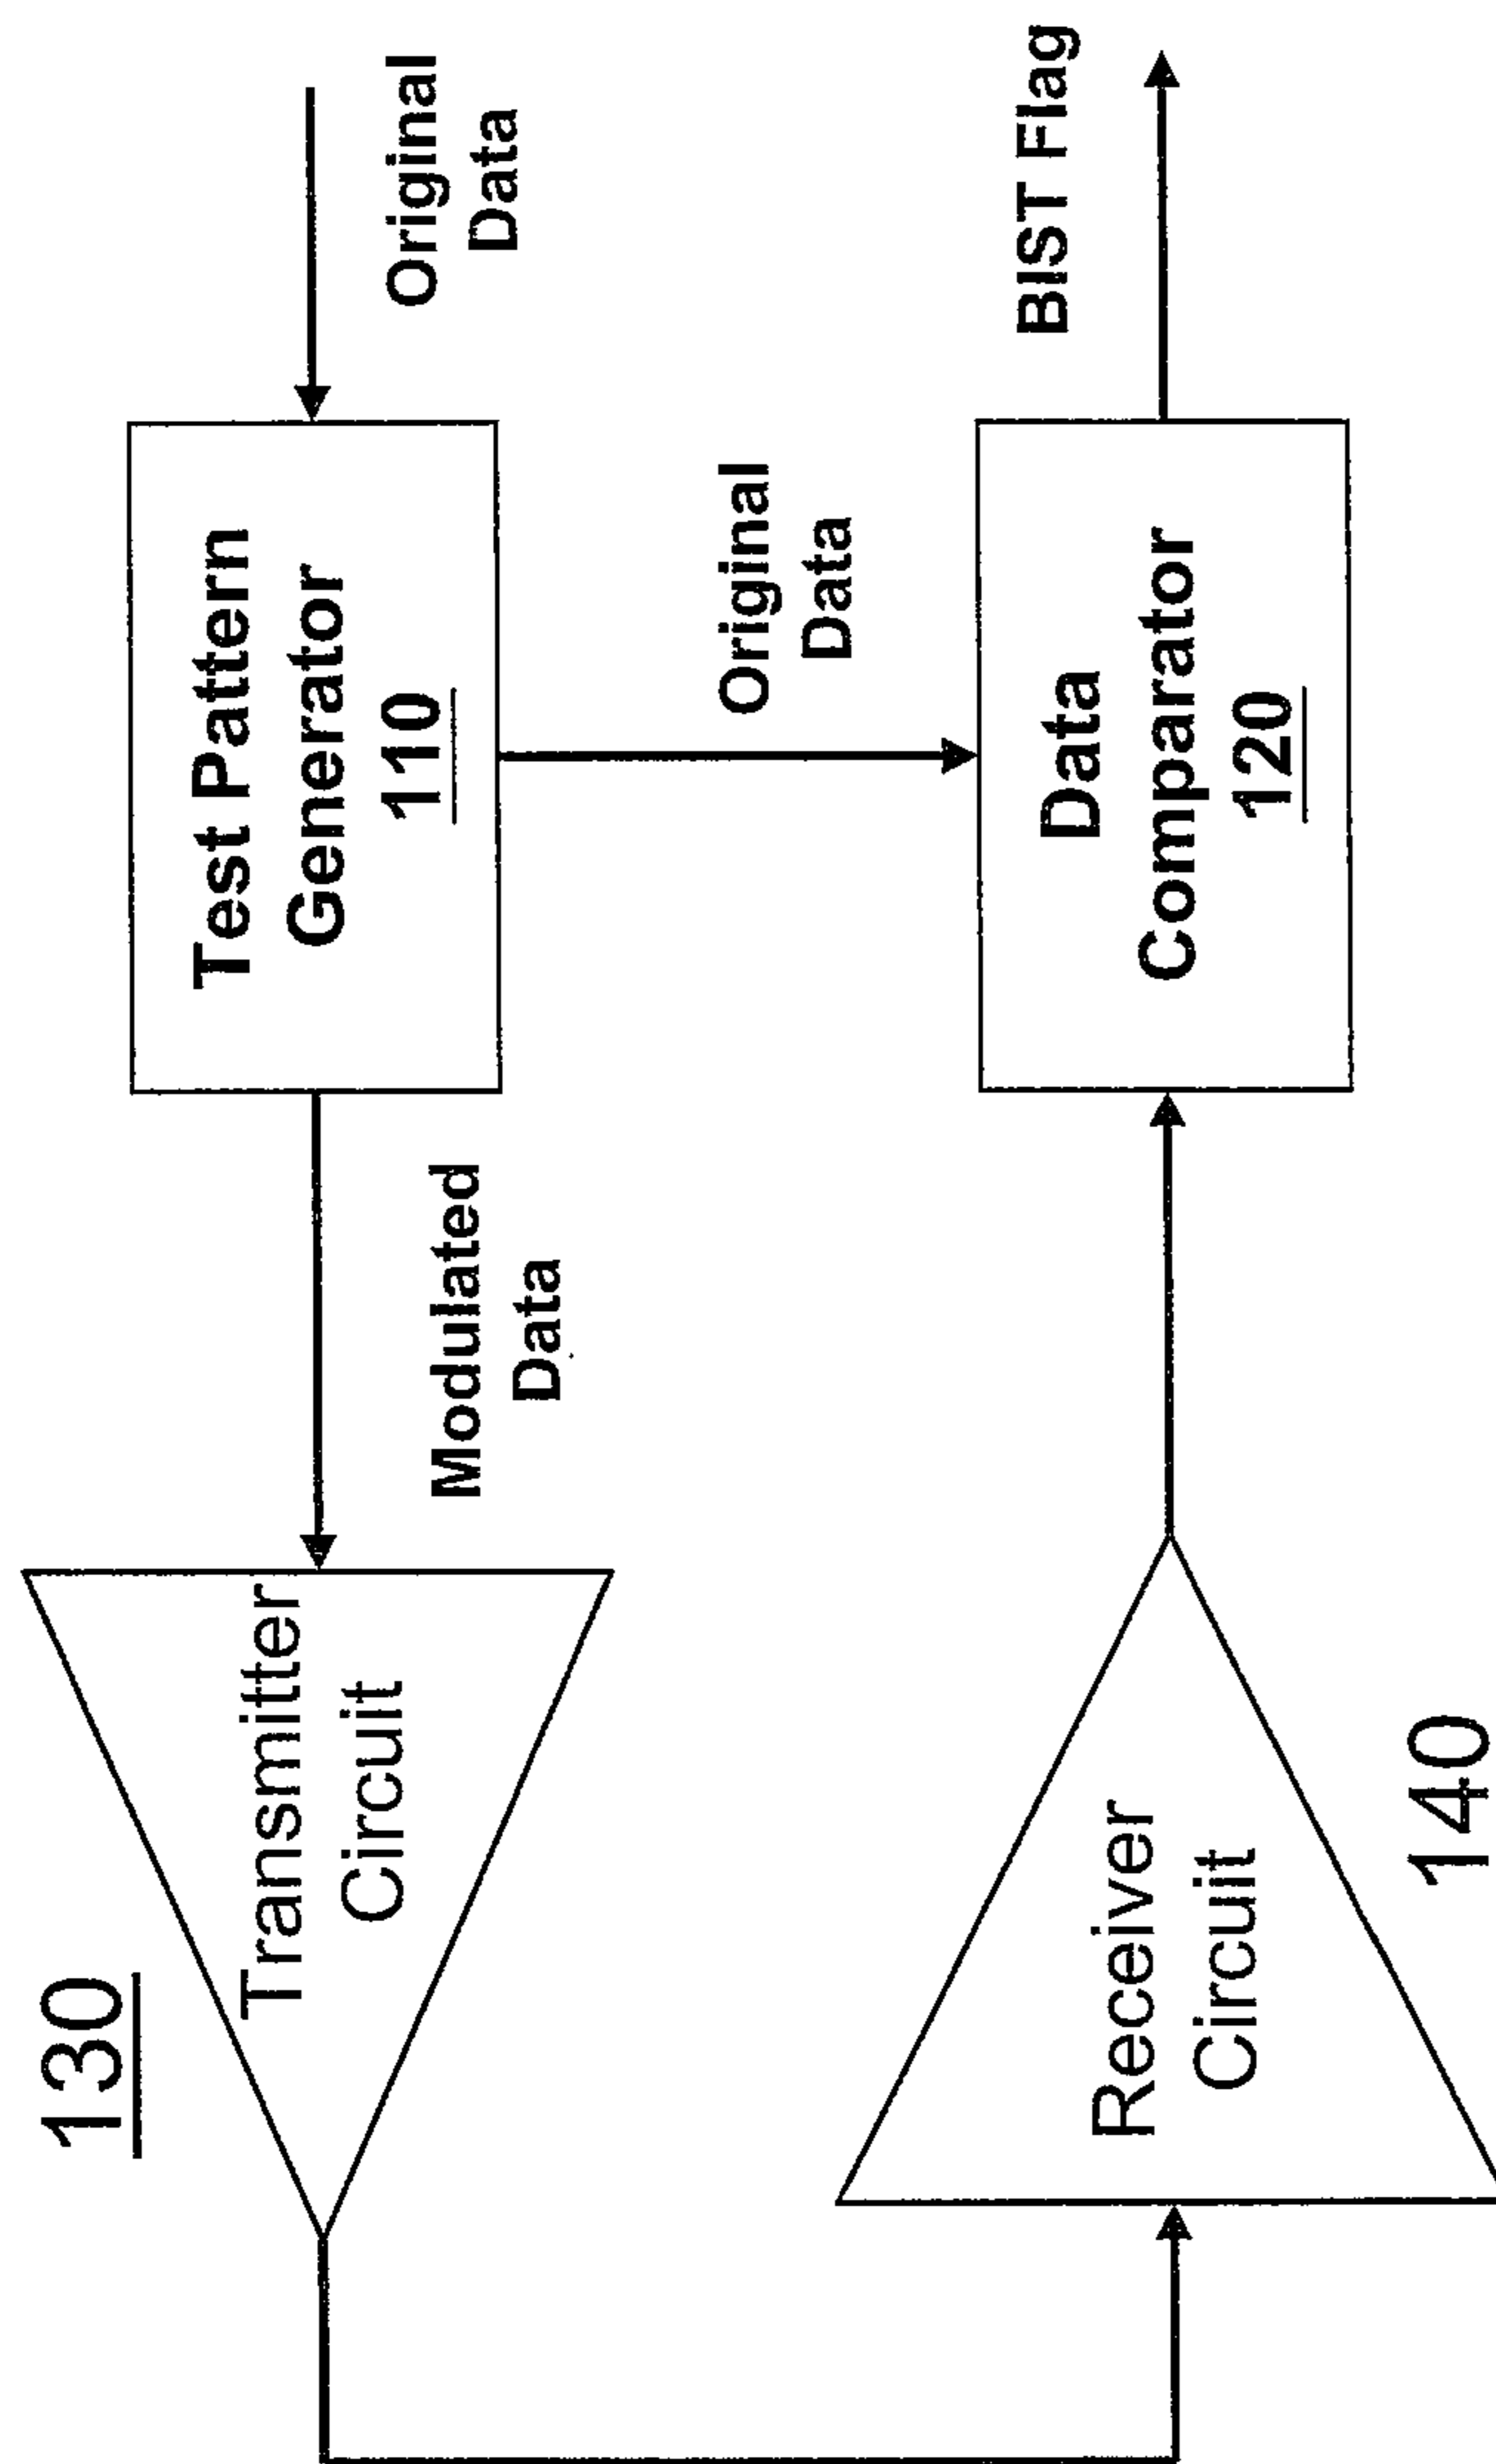 130
Transmitter
Circuit
Modulated
Data
Test Pattern
Generator
110
Original
Data
Original
Data
Receiver
Circuit
140
Data
Comparator
120
BIST Flag